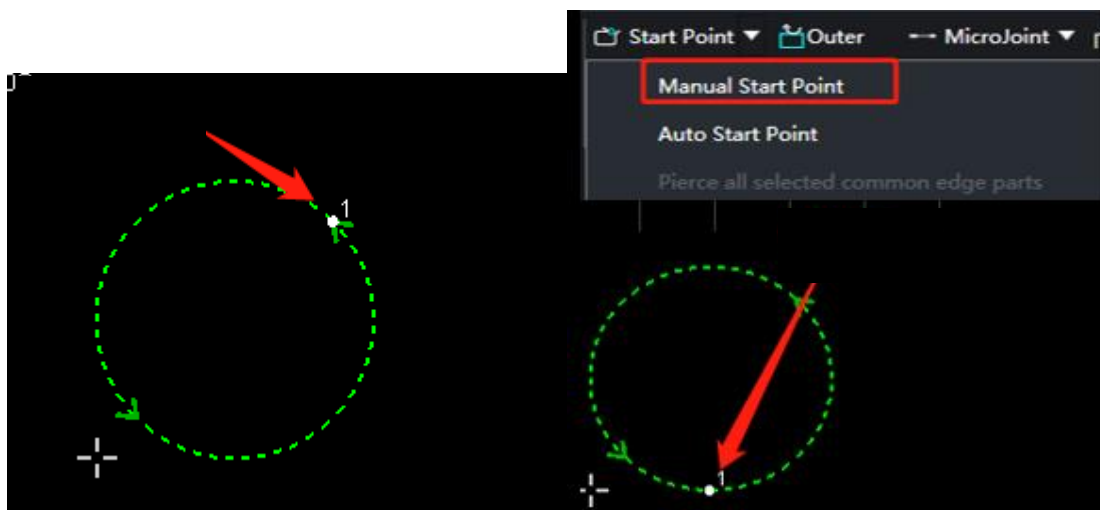 Start Point Outer MicroJoint
Manual Start Point
Auto Start Point
Pierce all selected common edge parts
1
1